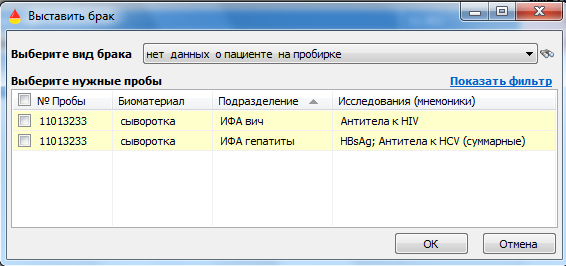 Выставить брак
Выберите вид брака нет данных о пациенте на пробирке
Выберите нужные пробы Показать фильтр
№ Пробы Биоматериал Подразделение Исследования (мнемоники)
11013233 сыворотка ИФА вич Антитела к HIV
11013233 сыворотка ИФА гепатиты HBsAg; Антитела к HCV (суммарные)
ОК Отмена